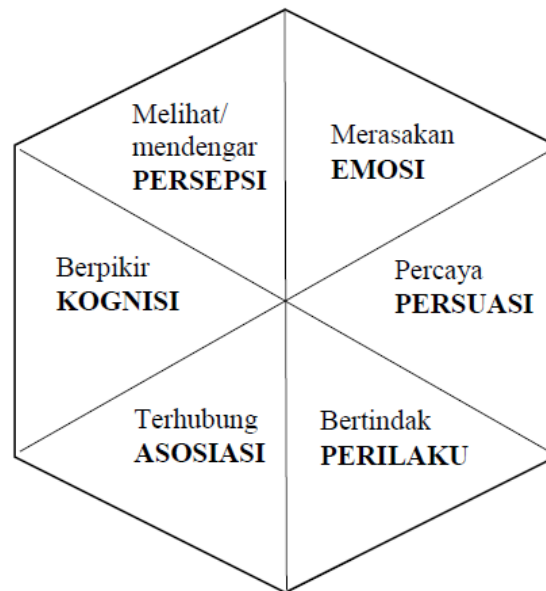 Melihat/
mendengar
PERSEPSI
Merasakan
EMOSI
Berpikir
KOGNISI
Percaya
PERSUASI
Terhubung
ASOSIASI
Bertindak
PERILAKU